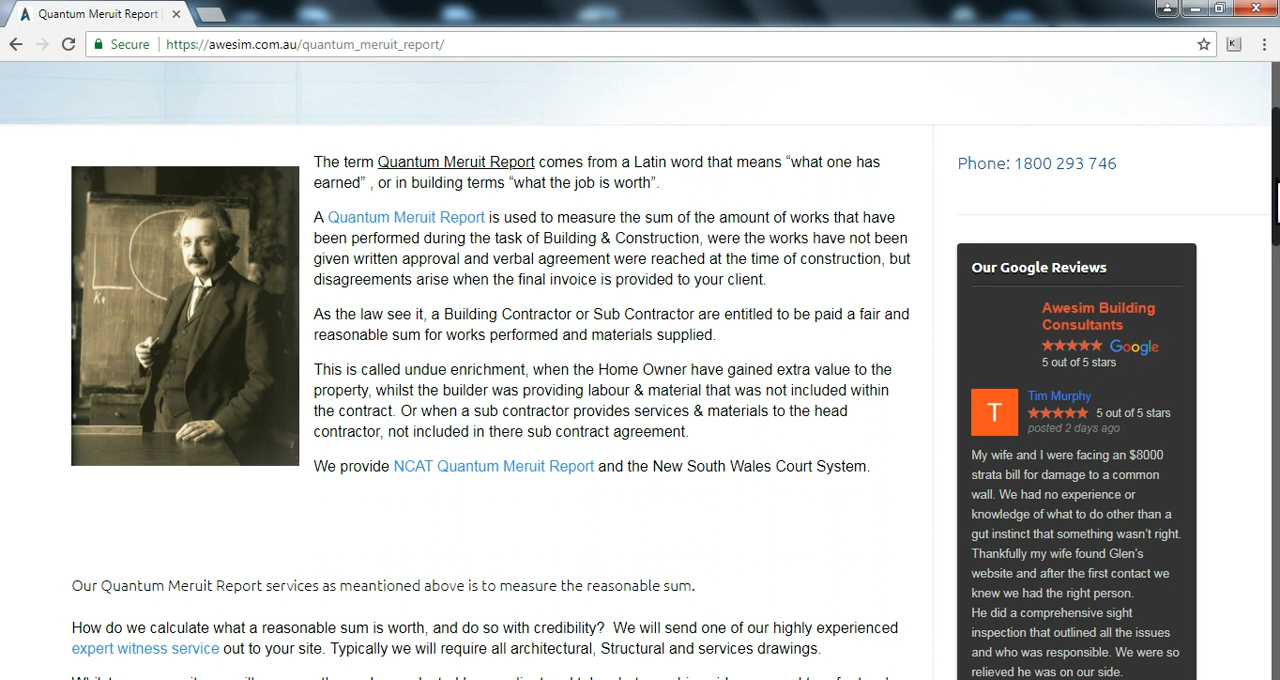 Quantum Meruit Report
Secure
https://awesim.com.au/quantum_meruit_report/
The term Quantum Meruit Report comes from a Latin word that means “what one has
earned” , or in building terms “what the job is worth”.
A Quantum Meruit Report is used to measure the sum of the amount of works that have
been performed during the task of Building & Construction, were the works have not been
given written approval and verbal agreement were reached at the time of construction, but
disagreements arise when the final invoice is provided to your client.
As the law see it, a Building Contractor or Sub Contractor are entitled to be paid a fair and
reasonable sum for works performed and materials supplied.
This is called undue enrichment, when the Home Owner have gained extra value to the
property, whilst the builder was providing labour & material that was not included within
the Contract. Or when a sub contractor provides services & materials to the head
contractor, not included in there sub contract agreement.
We provide NCAT Quantum Meruit Report and the New South Wales Court System.
Our Quantum Meruit Report services as meantioned above is to measure the reasonable sum.
How do we calculate what a reasonable sum is worth, and do so with credibility?  We will send one of our highly experienced
expert witness service out to your site. Typically we will require all architectural, Structural and services drawings.
Phone: 1800 293 746
Our Google Reviews
Awesim Building
Consultants
Google
5 out of 5 stars
T
Tim Murphy
5 out of 5 stars
posted 2 days ago
My wife and I were facing an $8000
strata bill for damage to a common
wall. We had no experience or
knowledge of what to do other than a
gut instinct that something wasn’t right.
Thankfully my wife found Glen’s
website and after the first contact we
knew we had the right person.
He did a comprehensive sight
inspection that outlined all the issues
and who was responsible. We were so
relieved he was on our side.